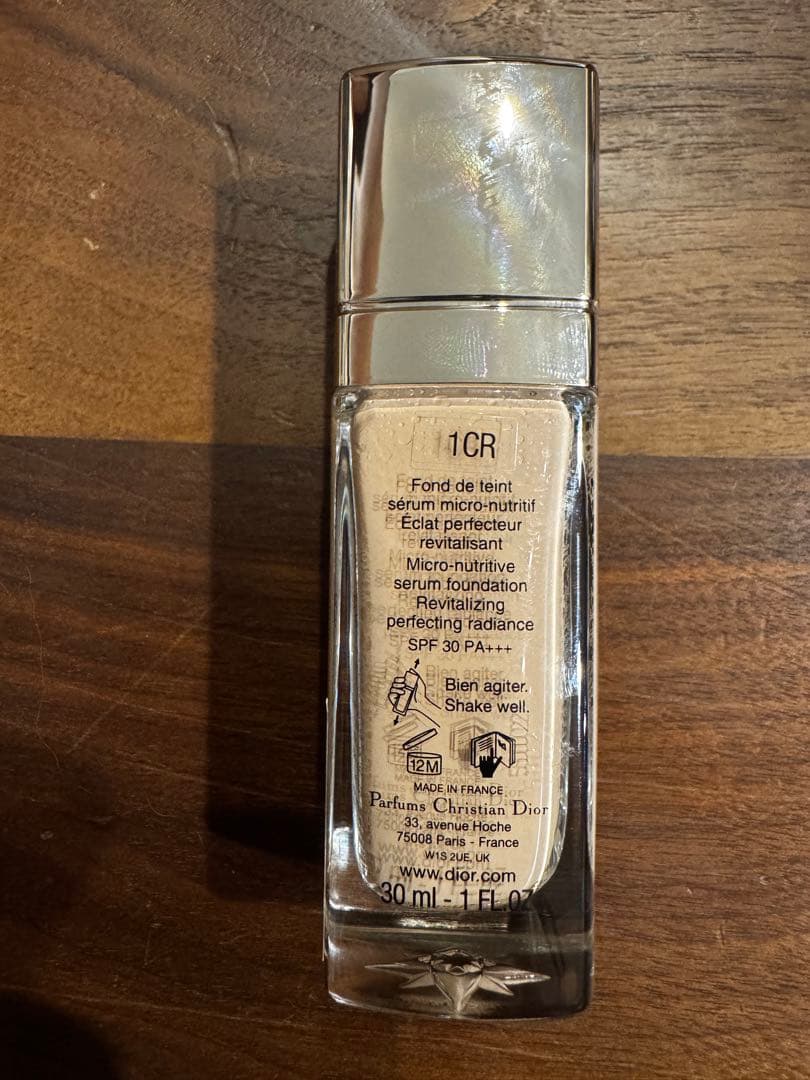 1CR
Fond de teint
sérum micro-nutritif
Éclat perfecteur
revitalisant
Micro-nutritive
serum foundation
Revitalizing
perfecting radiance
SPF 30 PA+++
Bien agiter.
Shake well.
12M
MADE IN FRANCE
Parfums Christian Dior
33, avenue Hoche
75008 Paris - France
W1S 2UE, UK
www.dior.com
30 ml - 1 FL.OZ